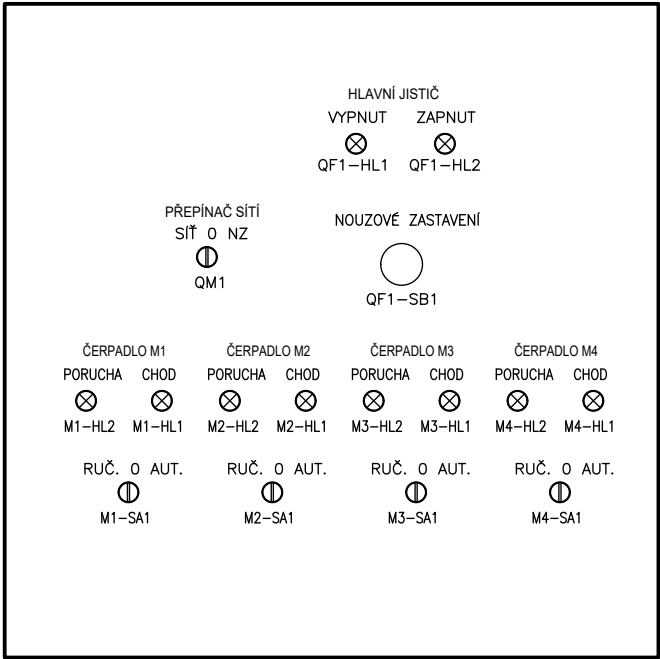 HLAVNÍ JISTIČ
VYPNUT ZAPNUT
QF1-HL1 QF1-HL2
PŘEPÍNAČ SÍTÍ
SÍŤ 0 NZ
QM1
NOUZOVÉ ZASTAVENÍ
QF1-SB1
ČERPADLO M1 ČERPADLO M2 ČERPADLO M3 ČERPADLO M4
PORUCHA CHOD PORUCHA CHOD PORUCHA CHOD PORUCHA CHOD
M1-HL2 M1-HL1 M2-HL2 M2-HL1 M3-HL2 M3-HL1 M4-HL2 M4-HL1
RUČ. 0 AUT. RUČ. 0 AUT. RUČ. 0 AUT. RUČ. 0 AUT.
M1-SA1 M2-SA1 M3-SA1 M4-SA1